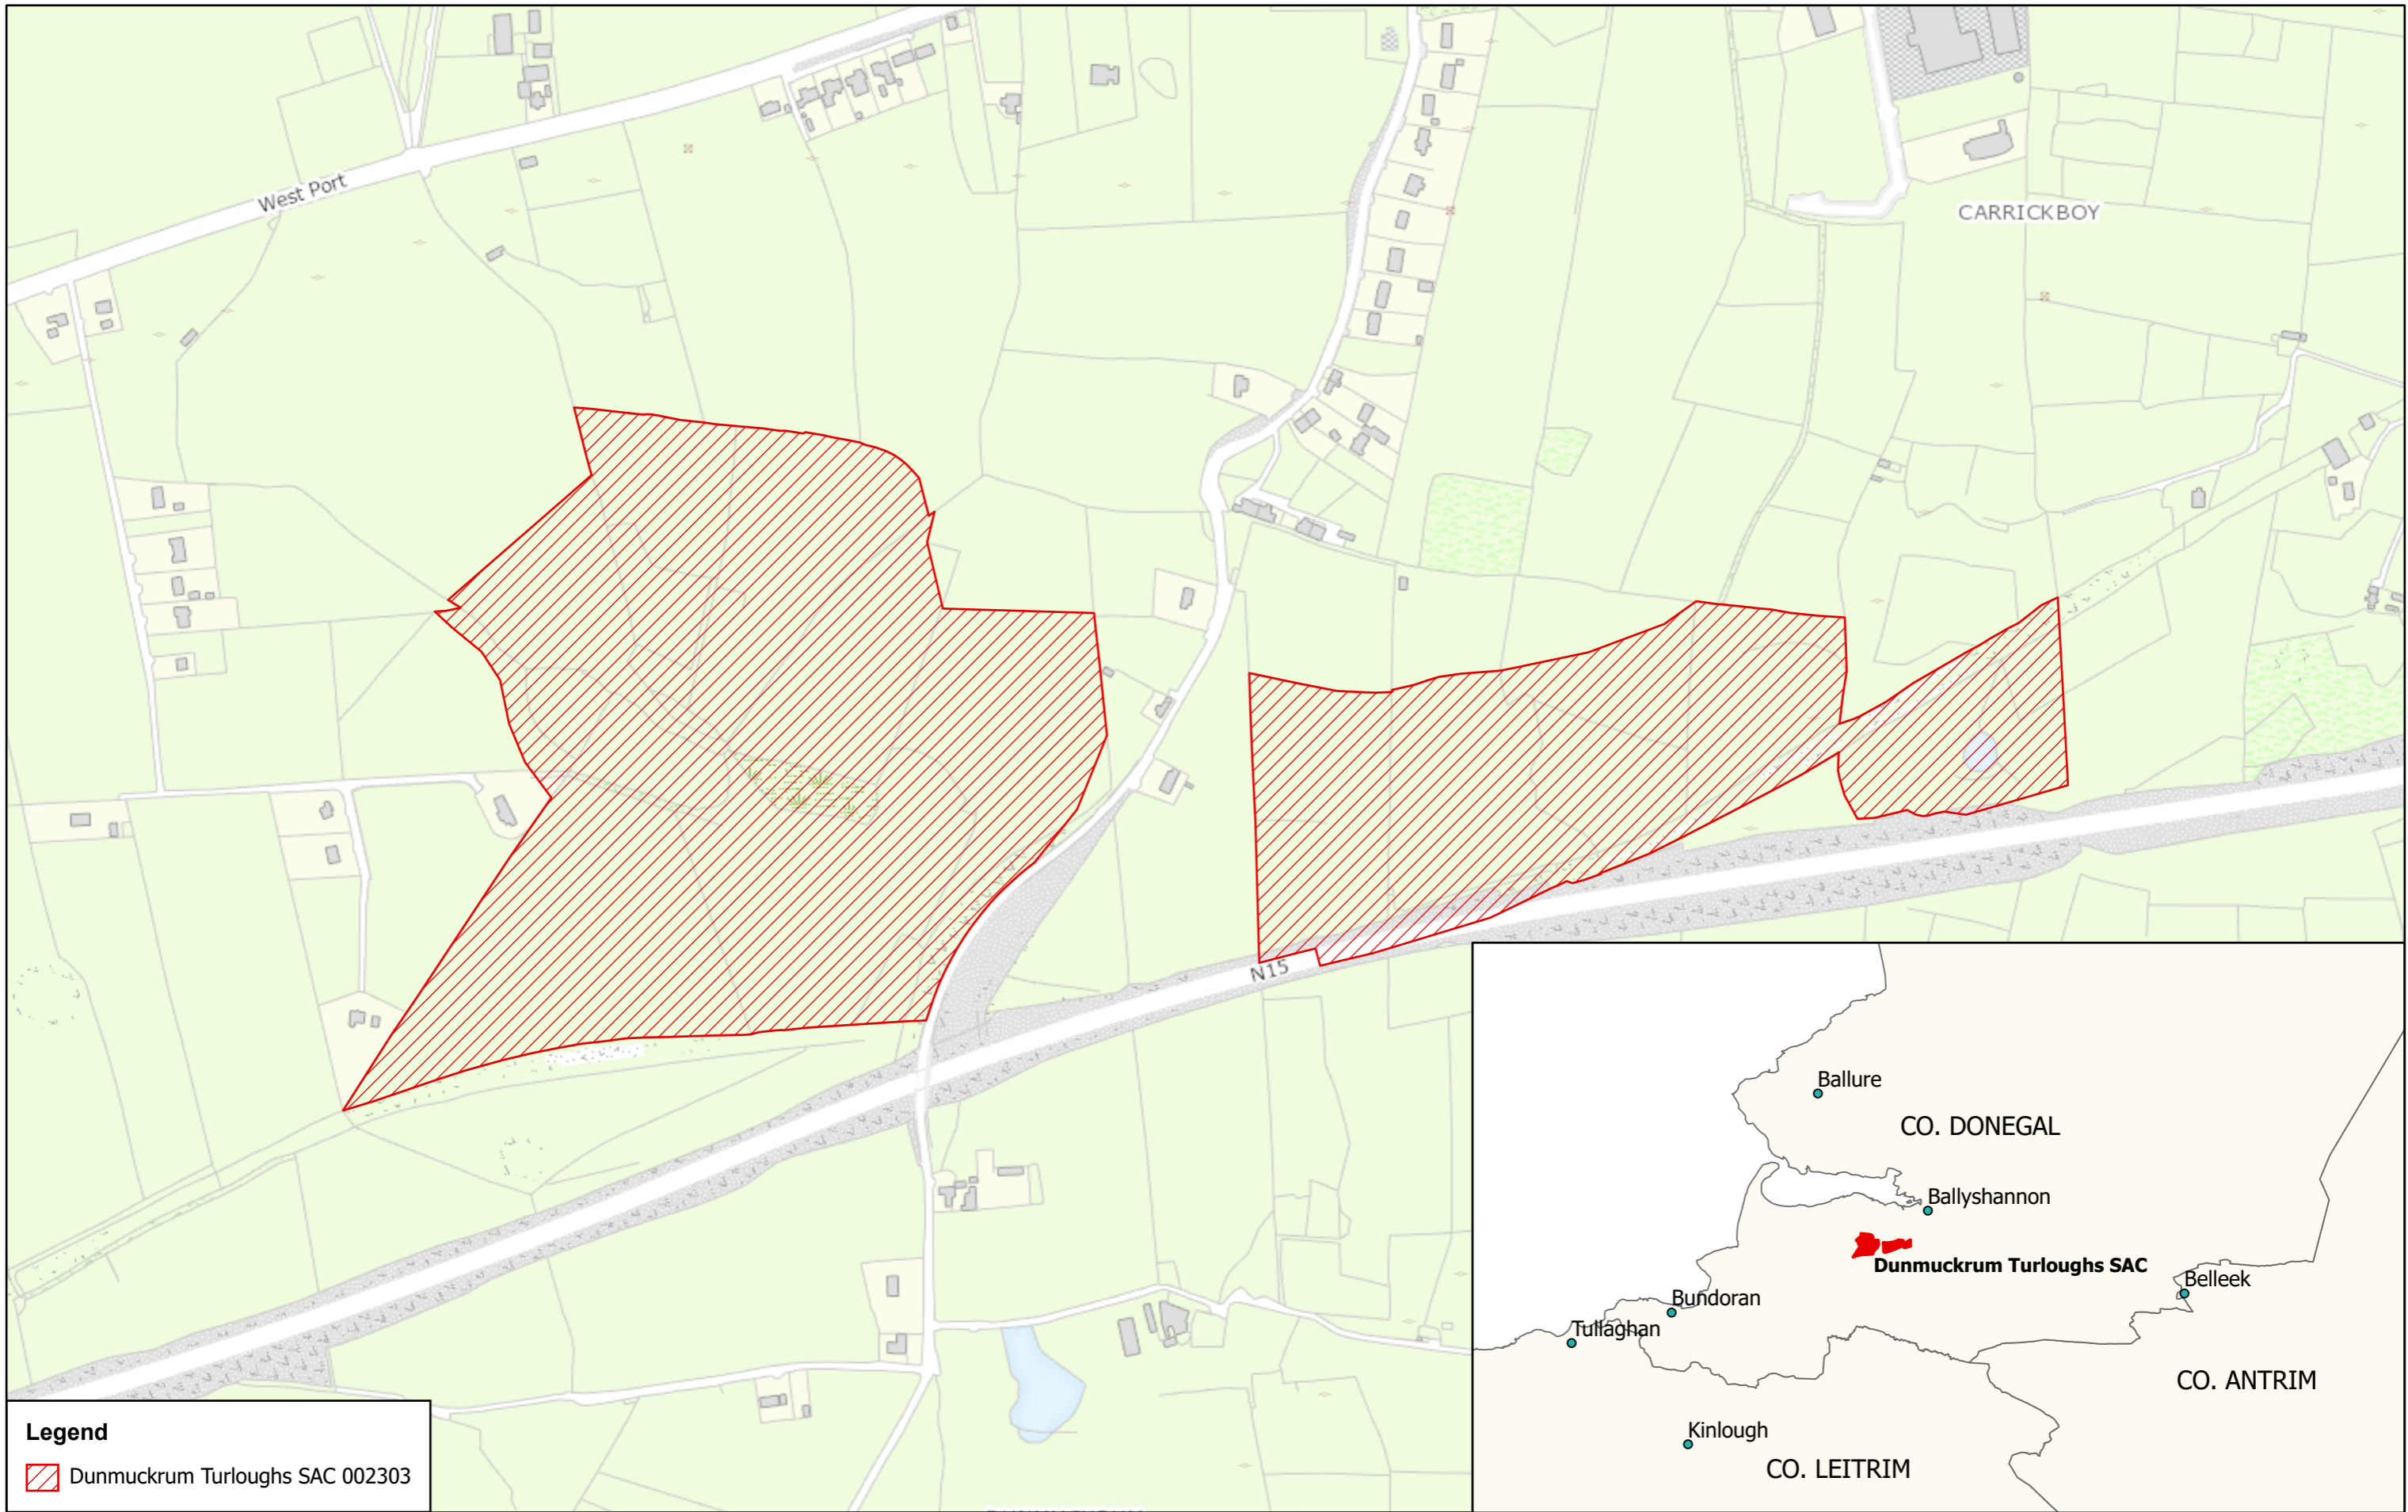 West Port
CARRICKBOY
N15
Ballure
CO. DONEGAL
Ballyshannon
Dunmuckrum Turloughs SAC
Belleek
Bundoran
Tullaghan
CO. ANTRIM
Kinlough
CO. LEITRIM
Legend
Dunmuckrum Turloughs SAC 002303